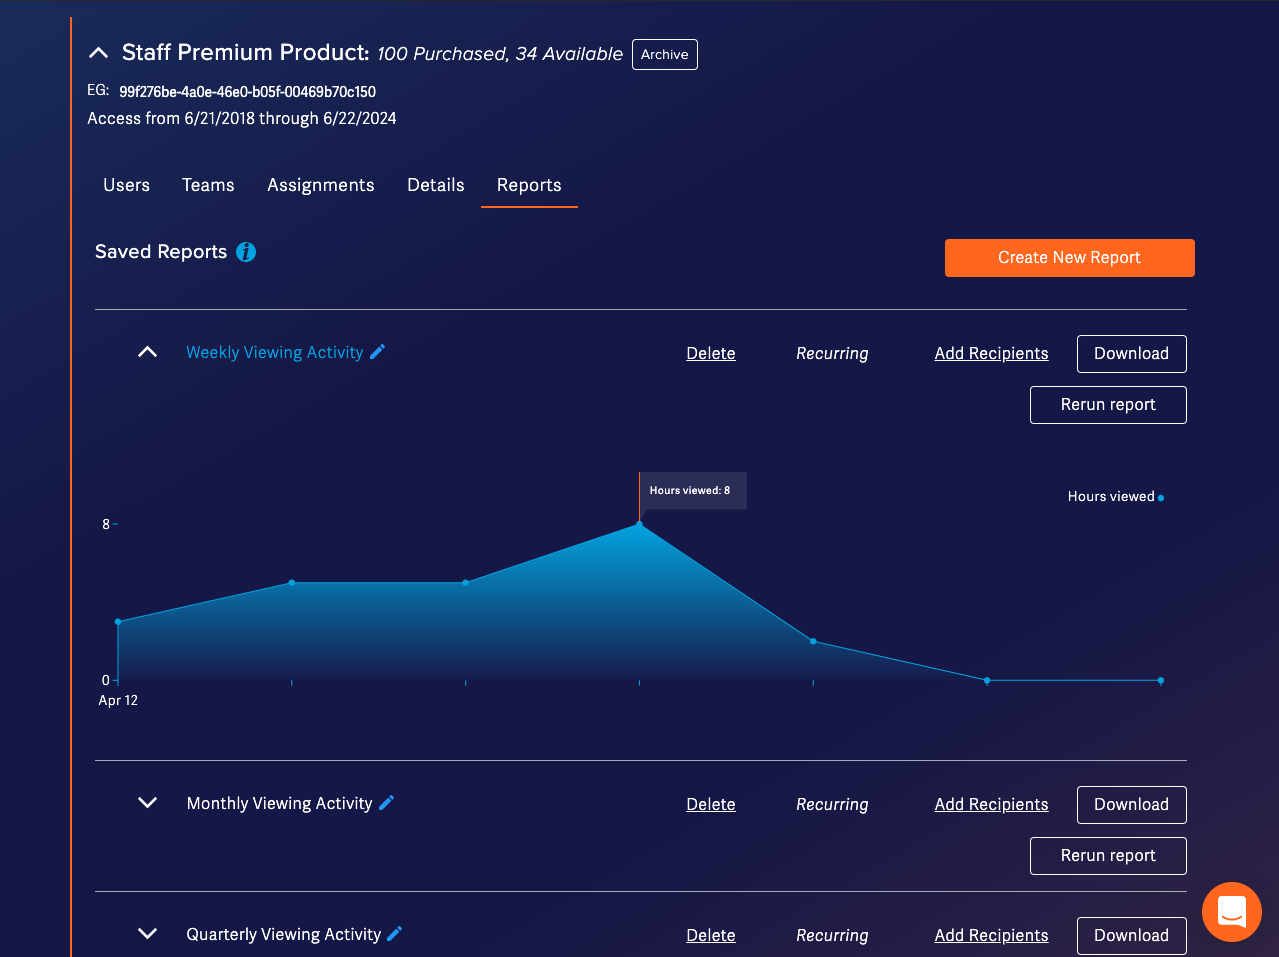 Staff Premium Product: 100 Purchased, 34 Available Archive
EG: 99f276be-4a0e-46e0-b05f-00469b70c150
Access from 6/21/2018 through 6/22/2024
Users Teams Assignments Details Reports
Saved Reports i Create New Report
Weekly Viewing Activity Delete Recurring Add Recipients Download
Rerun report
Hours viewed: 8
Hours viewed
8
0
Apr 12
Monthly Viewing Activity Delete Recurring Add Recipients Download
Rerun report
Quarterly Viewing Activity Delete Recurring Add Recipients Download